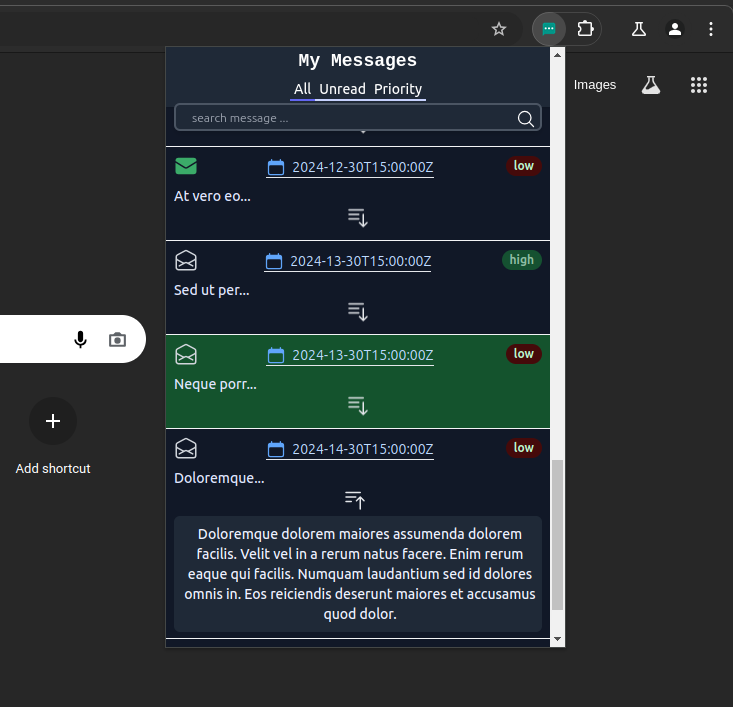 My Messages
All Unread Priority
Images
search message ...
2024-12-30T15:00:00Z low
At vero eo...
2024-13-30T15:00:00Z high
Sed ut per...
2024-13-30T15:00:00Z low
Neque porr...
2024-14-30T15:00:00Z low
Doloremque...
Add shortcut
Doloremque dolorem maiores assumenda dolorem
facilis. Velit vel in a rerum natus facere. Enim rerum
eaque qui facilis. Numquam laudantium sed id dolores
omnis in. Eos reiciendis deserunt maiores et accusamus
quod dolor.